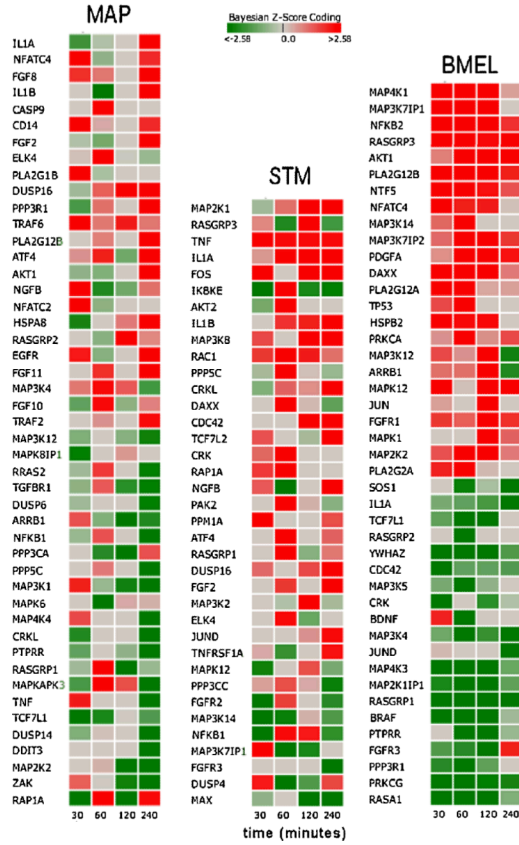 MAP
Bayesian Z-Score Coding
<-2.58 0.0 >2.58
BMEL
STM
IL1A
NFATC4
FGF8
IL1B
CASP9
CD14
FGF2
ELK4
PLA2G1B
DUSP16
PPP3R1
TRAF6
PLA2G12B
ATF4
AKT1
NGFB
NFATC2
HSPA8
RASGRP2
EGFR
FGF11
MAP3K4
FGF10
TRAF2
MAP3K12
MAPK8IP1
RRAS2
TGFBR1
DUSP6
ARRB1
NFKB1
PPP3CA
PPP5C
MAP3K1
MAPK6
MAP4K4
CRKL
PTPRR
RASGRP1
MAPKAPK3
TNF
TCF7L1
DUSP14
DDIT3
MAP2K2
ZAK
RAP1A
30 60 120 240
MAP2K1
RASGRP3
TNF
IL1A
FOS
IKBKE
AKT2
IL1B
MAP3K8
RAC1
PPP5C
CRKL
DAXX
CDC42
TCF7L2
CRK
RAP1A
NGFB
PAK2
PPM1A
ATF4
RASGRP1
DUSP16
FGF2
MAP3K2
ELK4
JUND
TNFRSF1A
MAPK12
PPP3CC
FGFR2
MAP3K14
NFKB1
MAP3K7IP1
FGFR3
DUSP4
MAX
30 60 120 240
time (minutes)
MAP4K1
MAP3K7IP1
NFKB2
RASGRP3
AKT1
PLA2G12B
NTF5
NFATC4
MAP3K14
MAP3K7IP2
PDGFA
DAXX
PLA2G12A
TP53
HSPB2
PRKCA
MAP3K12
ARRB1
MAPK12
JUN
FGFR1
MAPK1
MAP2K2
PLA2G2A
SOS1
IL1A
TCF7L1
RASGRP2
YWHAZ
CDC42
MAP3K5
CRK
BDNF
MAP3K4
JUND
MAP4K3
MAP2K1IP1
RASGRP1
BRAF
PTPRR
FGFR3
PPP3R1
PRKCG
RASA1
30 60 120 240